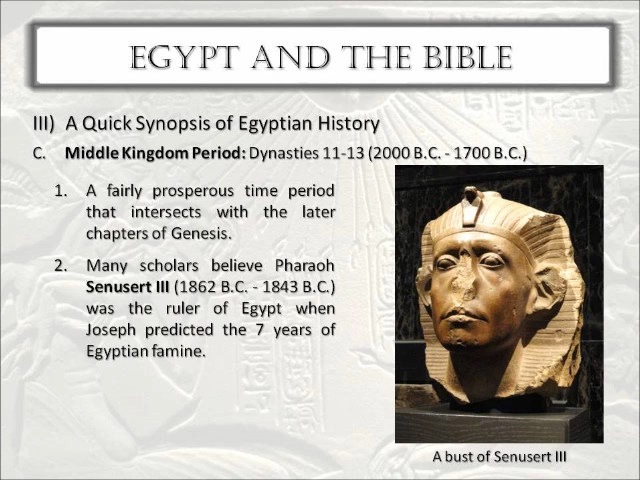 EGYPT AND THE BIBLE
III) A Quick Synopsis of Egyptian History
C. Middle Kingdom Period: Dynasties 11-13 (2000 B.C. - 1700 B.C.)
1. A fairly prosperous time period
that intersects with the later
chapters of Genesis.
2. Many scholars believe Pharaoh
Senusert III (1862 B.C. - 1843 B.C.)
was the ruler of Egypt when
Joseph predicted the 7 years of
Egyptian famine.
A bust of Senusert III